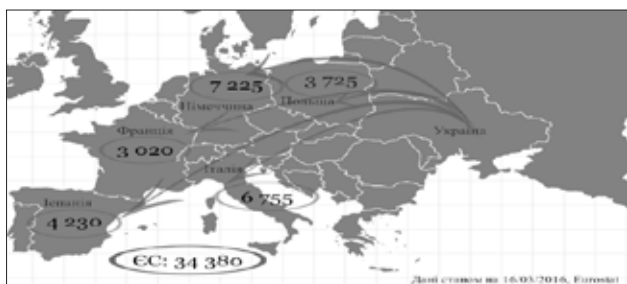 7 225
Німеччина
3 725
Польща
Франція
3 020
Україна
Італія
6 755
Іспанія
4 230
ЄС: 34 380
Дані станом на 16/03/2016, Eurostat